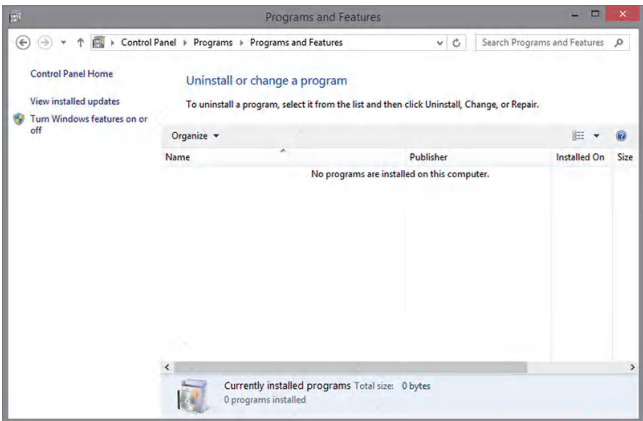 Programs and Features
Control Panel Programs Programs and Features Search Programs and Features
Control Panel Home
Uninstall or change a program
View installed updates
To uninstall a program, select it from the list and then click Uninstall, Change, or Repair.
Turn Windows features on or
off
Organize
Name Publisher Installed On Size
No programs are installed on this computer.
Currently installed programs Total size: 0 bytes
0 programs installed